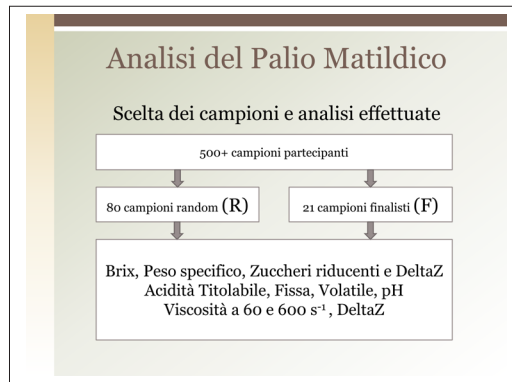 Analisi del Palio Matildico
Scelta dei campioni e analisi effettuate
500+ campioni partecipanti
80 campioni random (R)
21 campioni finalisti (F)
Brix, Peso specifico, Zuccheri riducenti e DeltaZ
Acidità Titolabile, Fissa, Volatile, pH
Viscosità a 60 e 600 s⁻¹ , DeltaZ